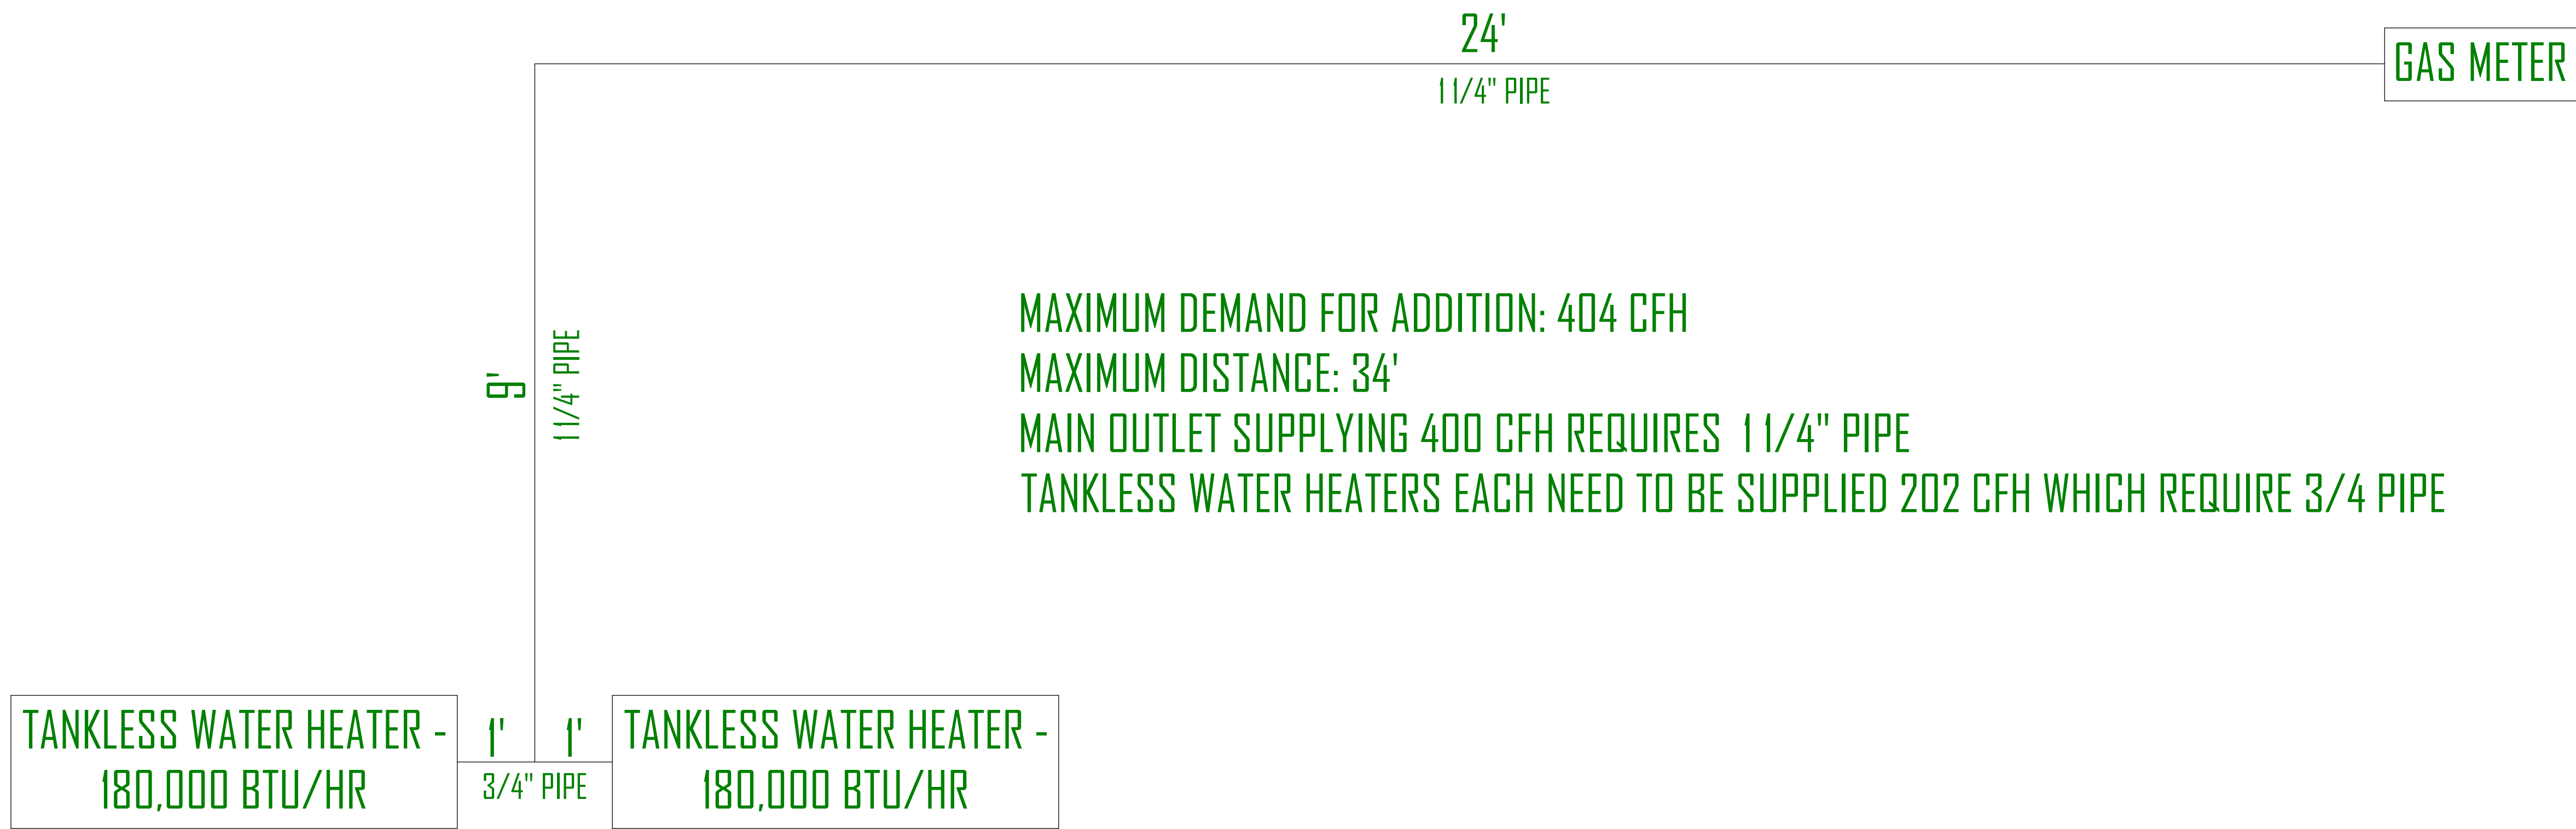 24'
1 1/4" PIPE
GAS METER
9'
1 1/4" PIPE
MAXIMUM DEMAND FOR ADDITION: 404 CFH
MAXIMUM DISTANCE: 34'
MAIN OUTLET SUPPLYING 400 CFH REQUIRES 1 1/4" PIPE
TANKLESS WATER HEATERS EACH NEED TO BE SUPPLIED 202 CFH WHICH REQUIRE 3/4 PIPE
TANKLESS WATER HEATER -
180,000 BTU/HR
1'
1'
3/4" PIPE
TANKLESS WATER HEATER -
180,000 BTU/HR